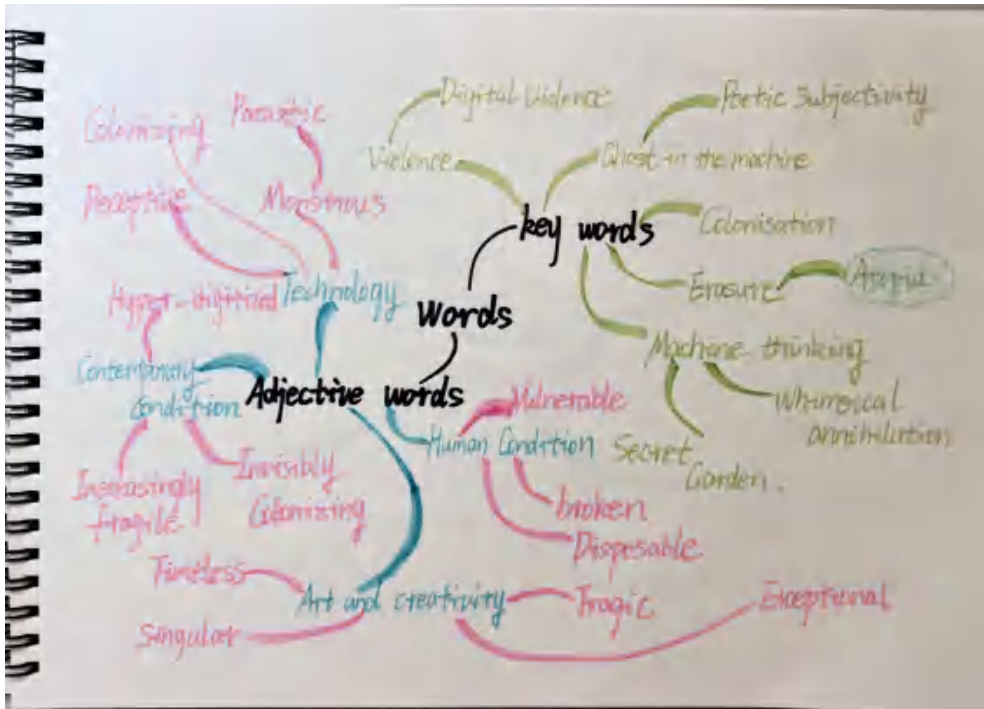 Digital Violence
Poetic Subjectivity
Colonizing
Parasitic
Violence
Ghost in the machine
Deceptive
Monstrous
key words
Colonisation
Hyper-digitized
Technology
Erosure
Atopia
Words
Machine thinking
Contemporary
Condition
Adjective words
Vulnerable
Whimsical
annihilation
Human Condition
Secret
Garden.
Increasingly
fragile
Invisibly
Colonizing
broken
Disposable
Timeless
Art and creativity
Tragic
Exceptional
Singular